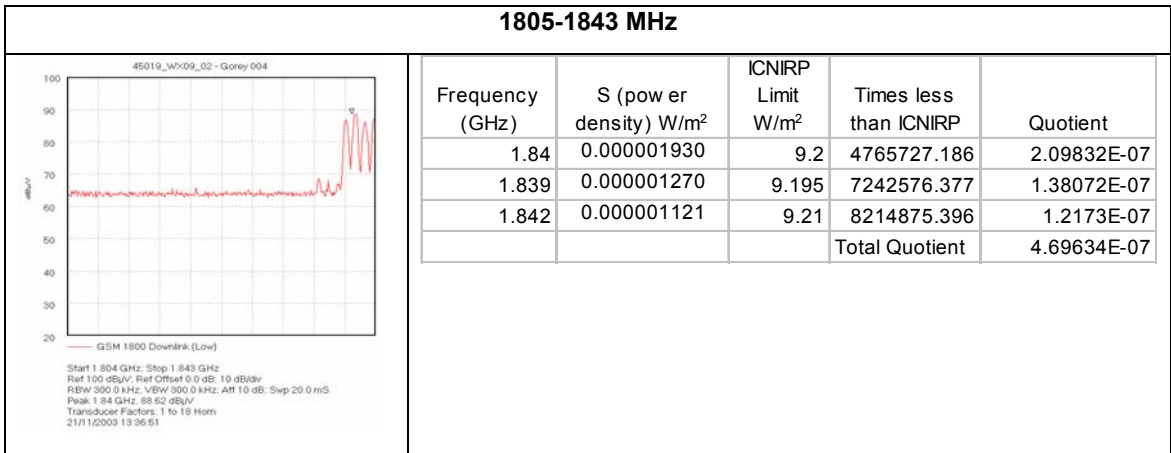 1805-1843 MHz
45019_WX09_02 - Gorey 004
100
90
80
70
60
50
40
30
20
dBµV
GSM 1800 Downlink (Low)
Start 1.804 GHz; Stop 1.843 GHz
Ref 100 dBµV; Ref Offset 0.0 dB; 10 dB/div
RBW 300.0 kHz; VBW 300.0 kHz; Att 10 dB; Swp 20.0 mS
Peak 1.84 GHz, 88.62 dBµV
Transducer Factors: 1 to 18 Horn
21/11/2003 13:36:51
Frequency (GHz) S (pow er density) W/m² ICNIRP Limit W/m² Times less than ICNIRP Quotient
1.84 0.000001930 9.2 4765727.186 2.09832E-07
1.839 0.000001270 9.195 7242576.377 1.38072E-07
1.842 0.000001121 9.21 8214875.396 1.2173E-07
Total Quotient 4.69634E-07